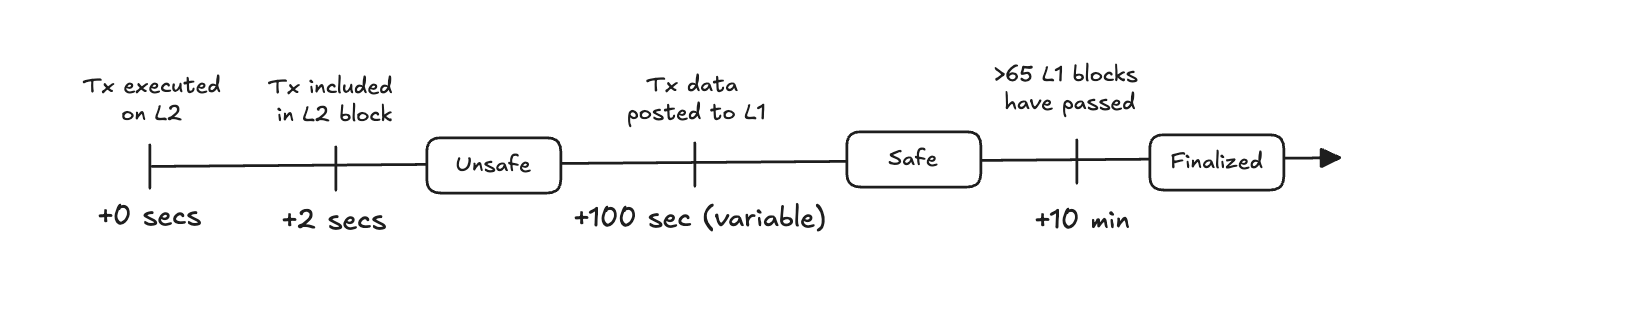 Tx executed
on L2
+0 secs
Tx included
in L2 block
+2 secs
Unsafe
Tx data
posted to L1
+100 sec (variable)
Safe
>65 L1 blocks
have passed
+10 min
Finalized